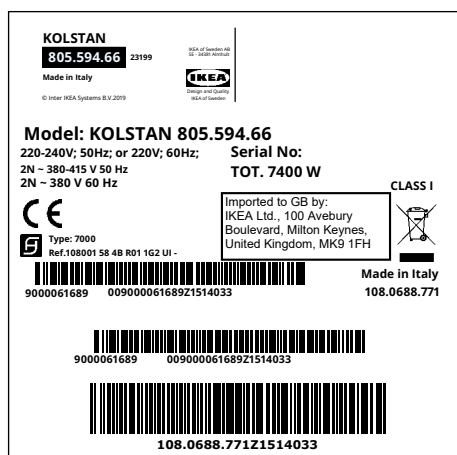 KOLSTAN
805.594.66 23199
Made in Italy
© Inter IKEA Systems B.V.2019
IKEA of Sweden AB
SE - 34381 Älmhult
IKEA
Design and Quality
IKEA of Sweden
Model: KOLSTAN 805.594.66
220-240V; 50Hz; or 220V; 60Hz;
2N ~ 380-415 V 50 Hz
2N ~ 380 V 60 Hz
Serial No:
TOT. 7400 W
CLASS I
CE
Imported to GB by:
IKEA Ltd., 100 Avebury
Boulevard, Milton Keynes,
United Kingdom, MK9 1FH
Type: 7000
Ref.108001 58 4B R01 1G2 UI -
Made in Italy
108.0688.771
9000061689 009000061689Z1514033
9000061689 009000061689Z1514033
108.0688.771Z1514033